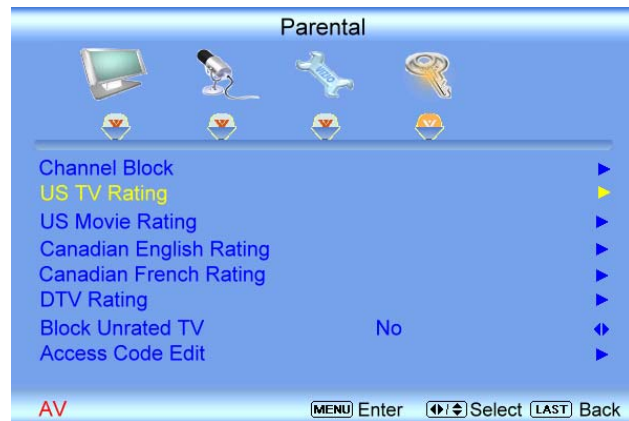 Parental
VIZIO
Channel Block
US TV Rating
US Movie Rating
Canadian English Rating
Canadian French Rating
DTV Rating
Block Unrated TV No
Access Code Edit
AV MENU Enter Select LAST Back